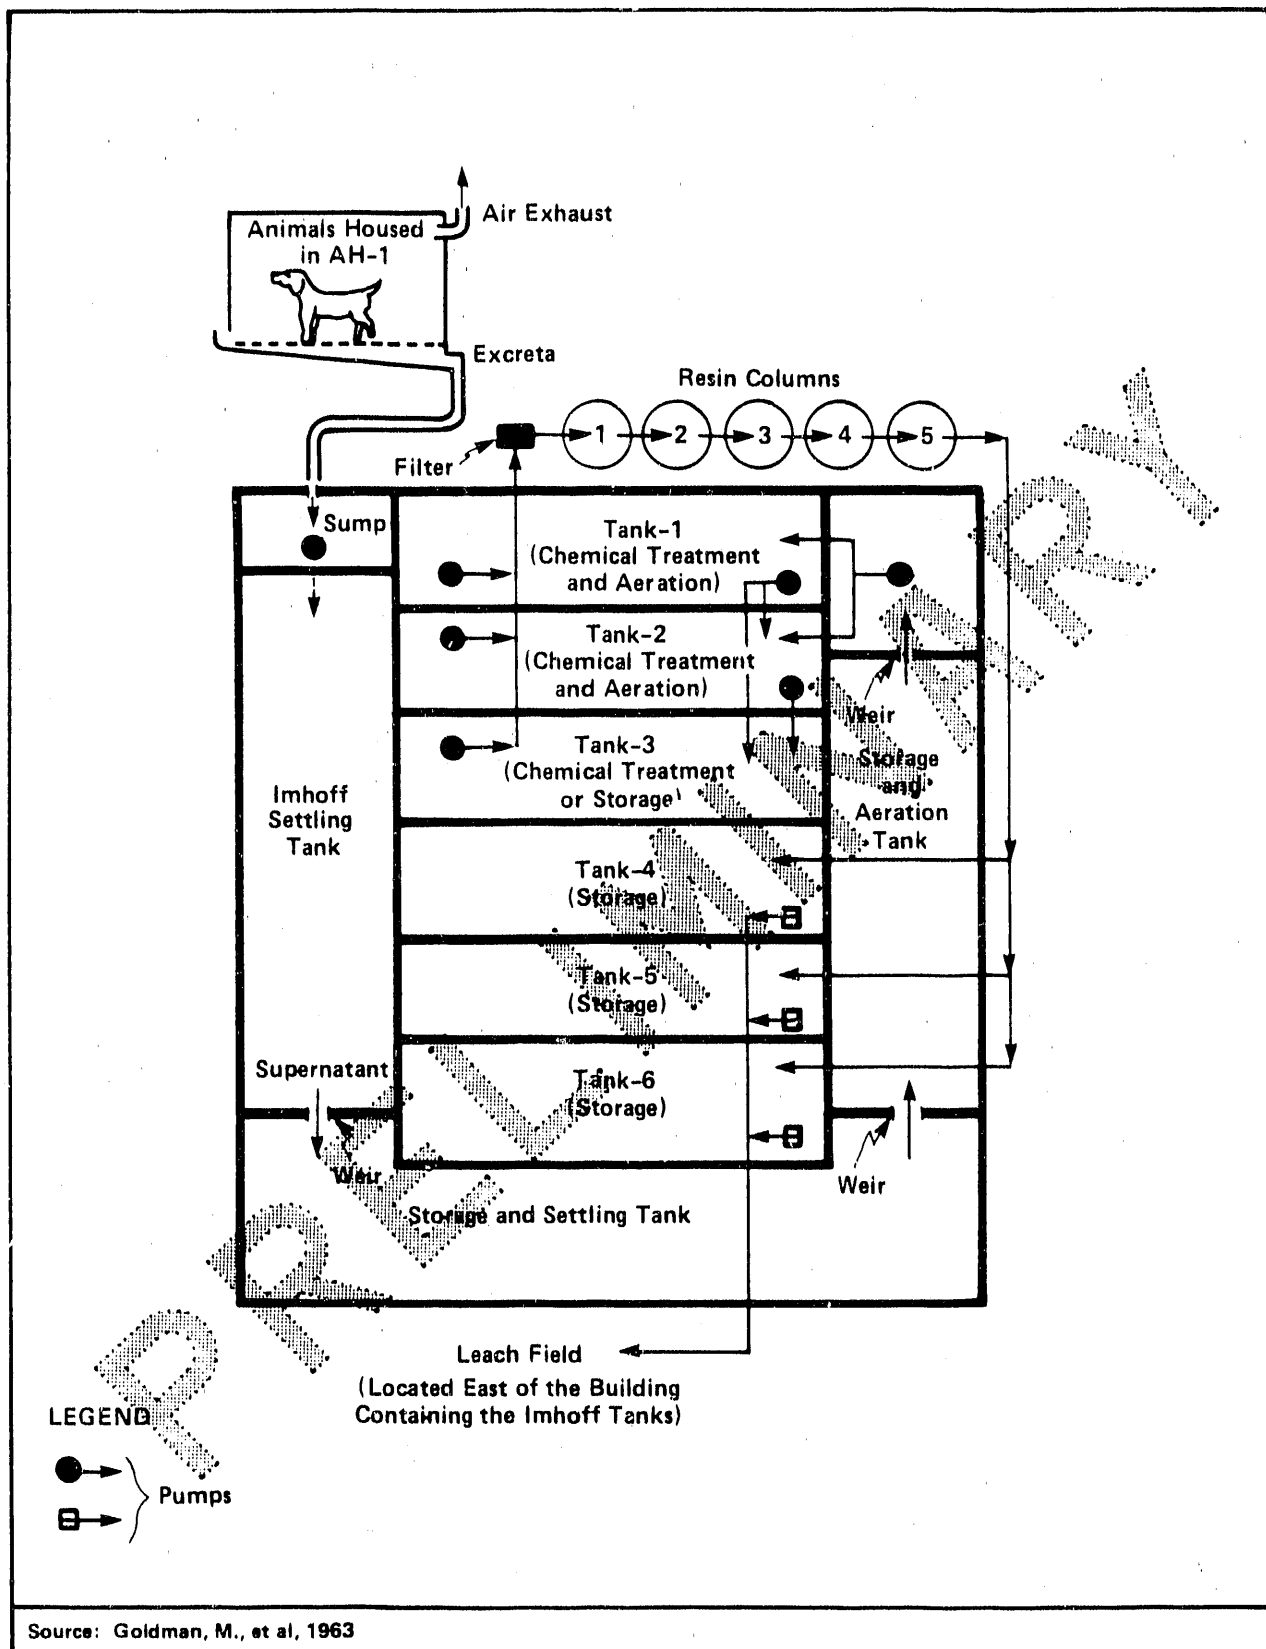 Air Exhaust
Animals Housed
in AH-1
Excreta
Resin Columns
1 2 3 4 5
Filter
Sump
Tank-1
(Chemical Treatment
and Aeration)
Tank-2
(Chemical Treatment
and Aeration)
Weir
Tank-3
(Chemical Treatment
or Storage)
Storage
and
Aeration
Tank
Imhoff
Settling
Tank
Tank-4
(Storage)
Tank-5
(Storage)
Supernatant
Tank-6
(Storage)
Weir
Weir
Storage and Settling Tank
Leach Field
(Located East of the Building
Containing the Imhoff Tanks)
LEGEND
Pumps
PRELIMINARY
Source: Goldman, M., et al, 1963